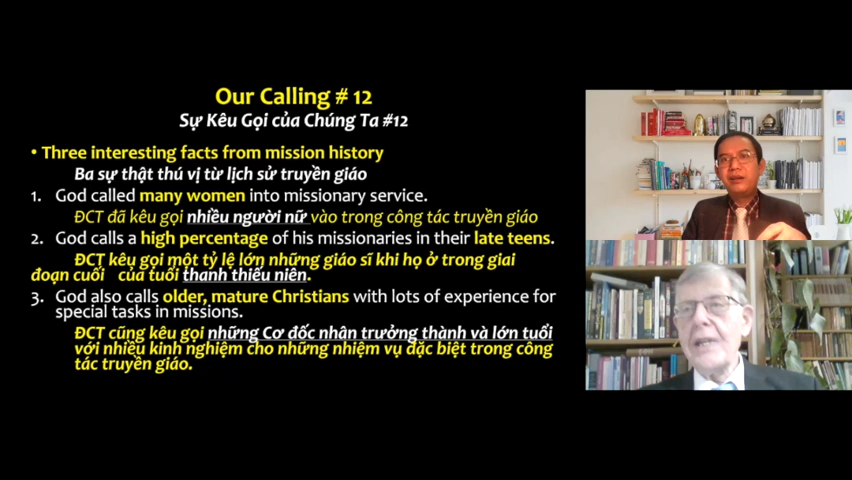 Our Calling # 12
Sự Kêu Gọi của Chúng Ta #12
• Three interesting facts from mission history
Ba sự thật thú vị từ lịch sử truyền giáo
1. God called many women into missionary service.
ĐCT đã kêu gọi nhiều người nữ vào trong công tác truyền giáo
2. God calls a high percentage of his missionaries in their late teens.
ĐCT kêu gọi một tỷ lệ lớn những giáo sĩ khi họ ở trong giai
đoạn cuối của tuổi thanh thiếu niên.
3. God also calls older, mature Christians with lots of experience for
special tasks in missions.
ĐCT cũng kêu gọi những Cơ đốc nhân trưởng thành và lớn tuổi
với nhiều kinh nghiệm cho những nhiệm vụ đặc biệt trong công
tác truyền giáo.